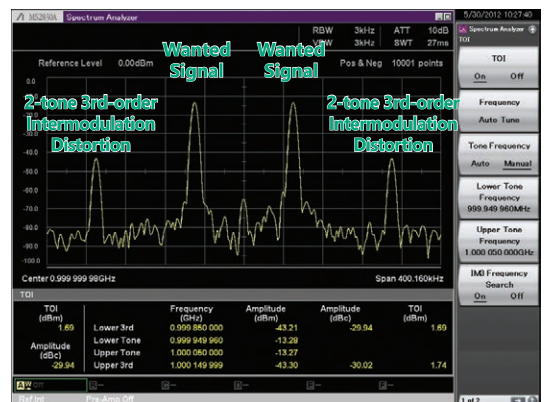 MS2850A Spectrum Analyzer
5/30/2012 10:27:40
RBW 3kHz ATT 10dB
VBW 3kHz SWT 27ms
Reference Level 0.00dBm
Pos & Neg 10001 points
Wanted Signal
Wanted Signal
2-tone 3rd-order Intermodulation Distortion
2-tone 3rd-order Intermodulation Distortion
0.0
-40.0
-50.0
-60.0
-70.0
-80.0
-90.0
-100.0
Center 0.999 999 98GHz
Span 400.160kHz
TOI
TOI (dBm)
1.69
Amplitude (dBc)
-29.94
Frequency (GHz) Amplitude (dBm) Amplitude (dBc) TOI (dBm)
Lower 3rd 0.999 850 000 -43.21 -29.94 1.69
Lower Tone 0.999 949 960 -13.28
Upper Tone 1.000 050 000 -13.27
Upper 3rd 1.000 149 999 -43.30 -30.02 1.74
Ref.Int Pre-Amp Off
Spectrum Analyzer
TOI
TOI
On Off
Frequency
Auto Tune
Tone Frequency
Auto Manual
Lower Tone Frequency
999.949 960MHz
Upper Tone Frequency
1.000 050 000GHz
IM3 Frequency Search
On Off
1 of 2